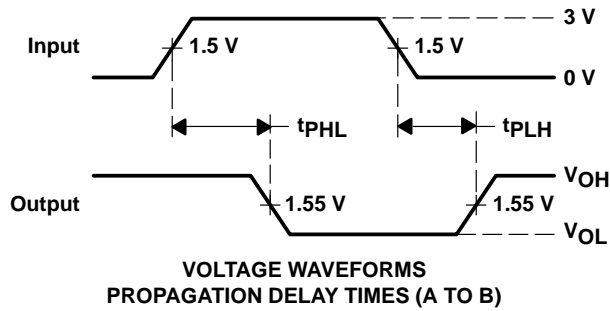 3 V
Input
1.5 V
1.5 V
0 V
tPHL
tPLH
VOH
Output
1.55 V
1.55 V
VOL
VOLTAGE WAVEFORMS
PROPAGATION DELAY TIMES (A TO B)